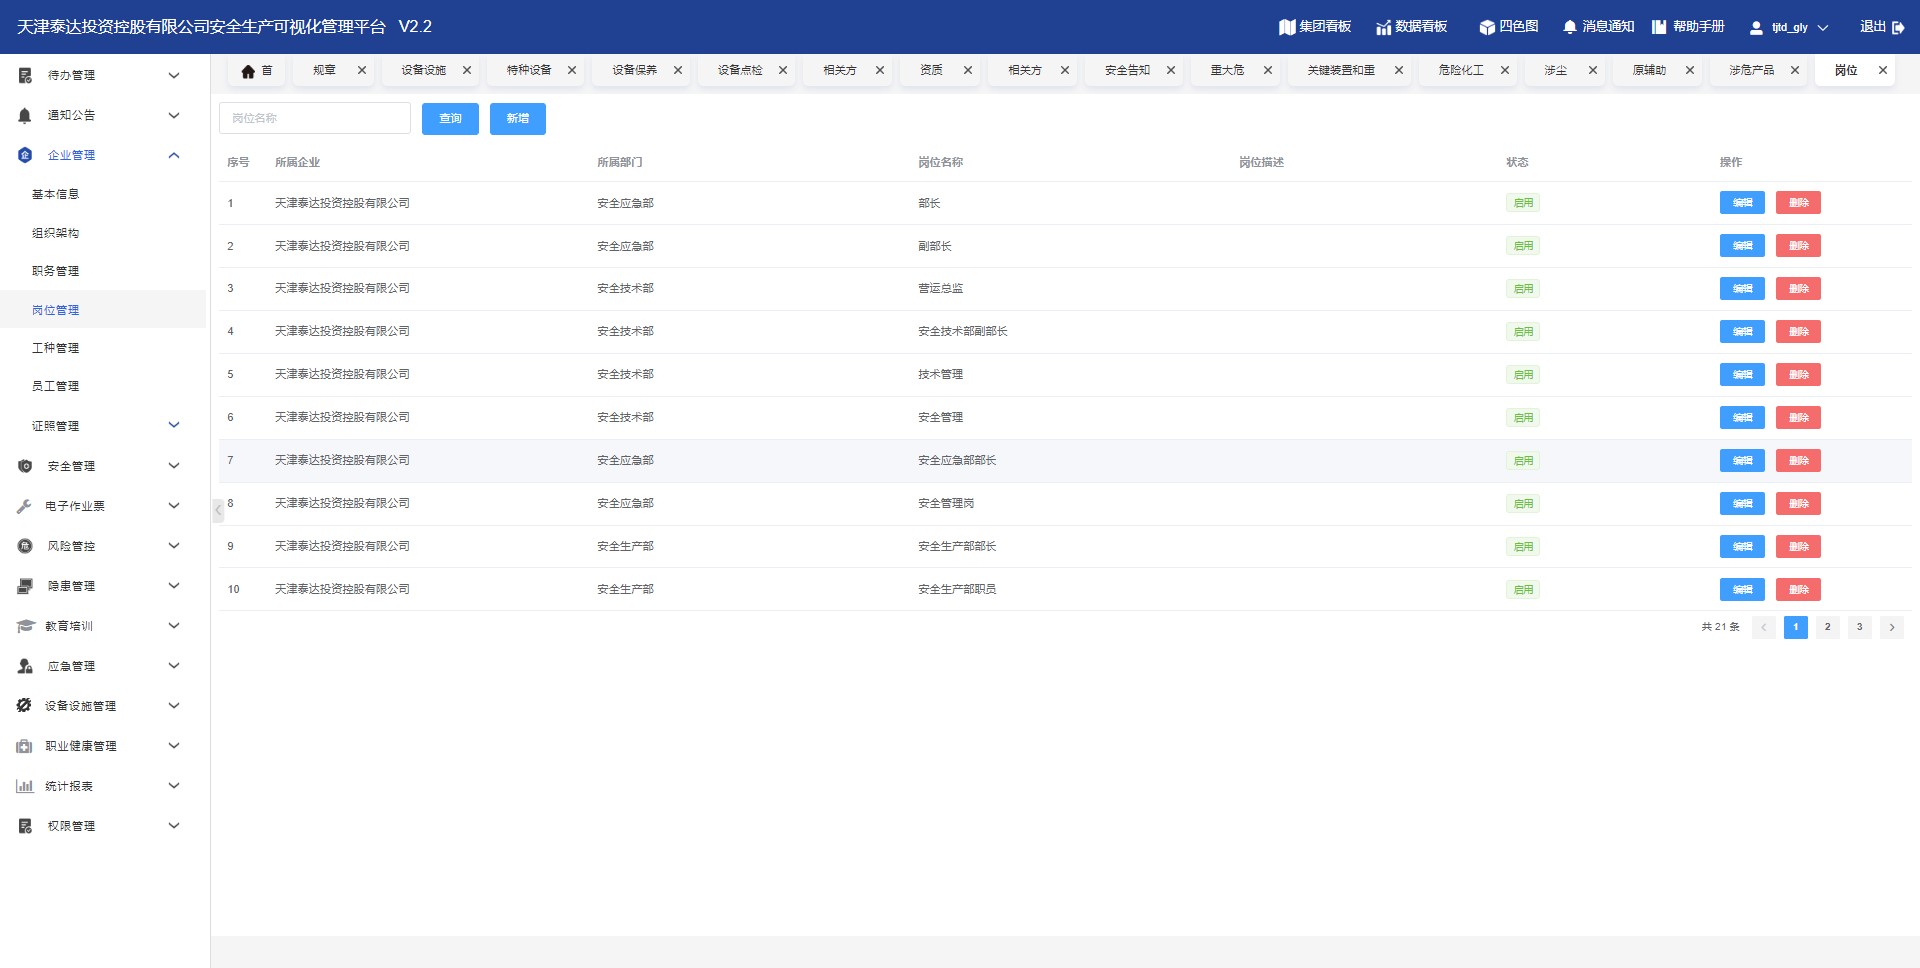 天津泰达投资控股有限公司安全生产可视化管理平台 V2.2
集团看板 数据看板 四色图 消息通知 帮助手册 tjtd_gly 退出
首 规章 设备设施 特种设备 设备保养 设备点检 相关方 资质 相关方 安全告知 重大危 关键装置和重 危险化工 涉尘 原辅助 涉危产品 岗位
待办管理
通知公告
企业管理
基本信息
组织架构
职务管理
岗位管理
工种管理
员工管理
证照管理
安全管理
电子作业票
风险管控
隐患管理
教育培训
应急管理
设备设施管理
职业健康管理
统计报表
权限管理
岗位名称 查询 新增
序号 所属企业 所属部门 岗位名称 岗位描述 状态 操作
1 天津泰达投资控股有限公司 安全应急部 部长 启用 编辑 删除
2 天津泰达投资控股有限公司 安全应急部 副部长 启用 编辑 删除
3 天津泰达投资控股有限公司 安全技术部 营运总监 启用 编辑 删除
4 天津泰达投资控股有限公司 安全技术部 安全技术部副部长 启用 编辑 删除
5 天津泰达投资控股有限公司 安全技术部 技术管理 启用 编辑 删除
6 天津泰达投资控股有限公司 安全技术部 安全管理 启用 编辑 删除
7 天津泰达投资控股有限公司 安全应急部 安全应急部部长 启用 编辑 删除
8 天津泰达投资控股有限公司 安全应急部 安全管理岗 启用 编辑 删除
9 天津泰达投资控股有限公司 安全生产部 安全生产部部长 启用 编辑 删除
10 天津泰达投资控股有限公司 安全生产部 安全生产部职员 启用 编辑 删除
共 21 条 1 2 3